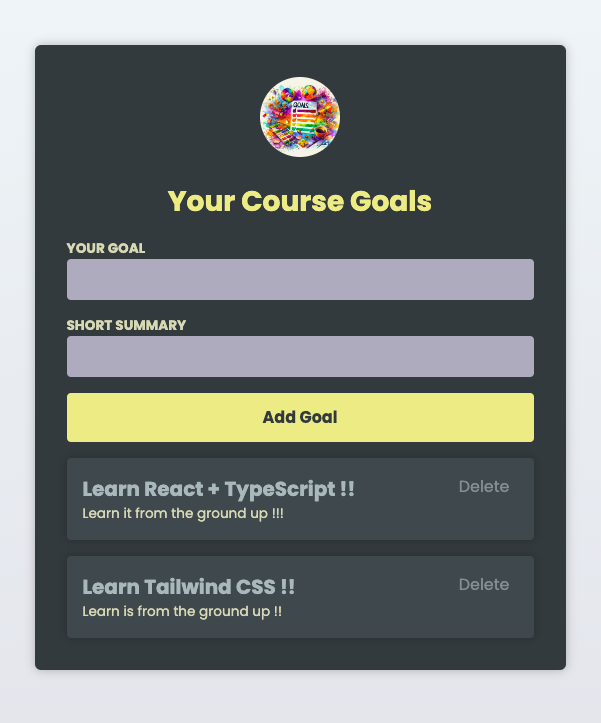 GOALS
Your Course Goals
YOUR GOAL
SHORT SUMMARY
Add Goal
Learn React + TypeScript !!
Delete
Learn it from the ground up !!!
Learn Tailwind CSS !!
Delete
Learn is from the ground up !!